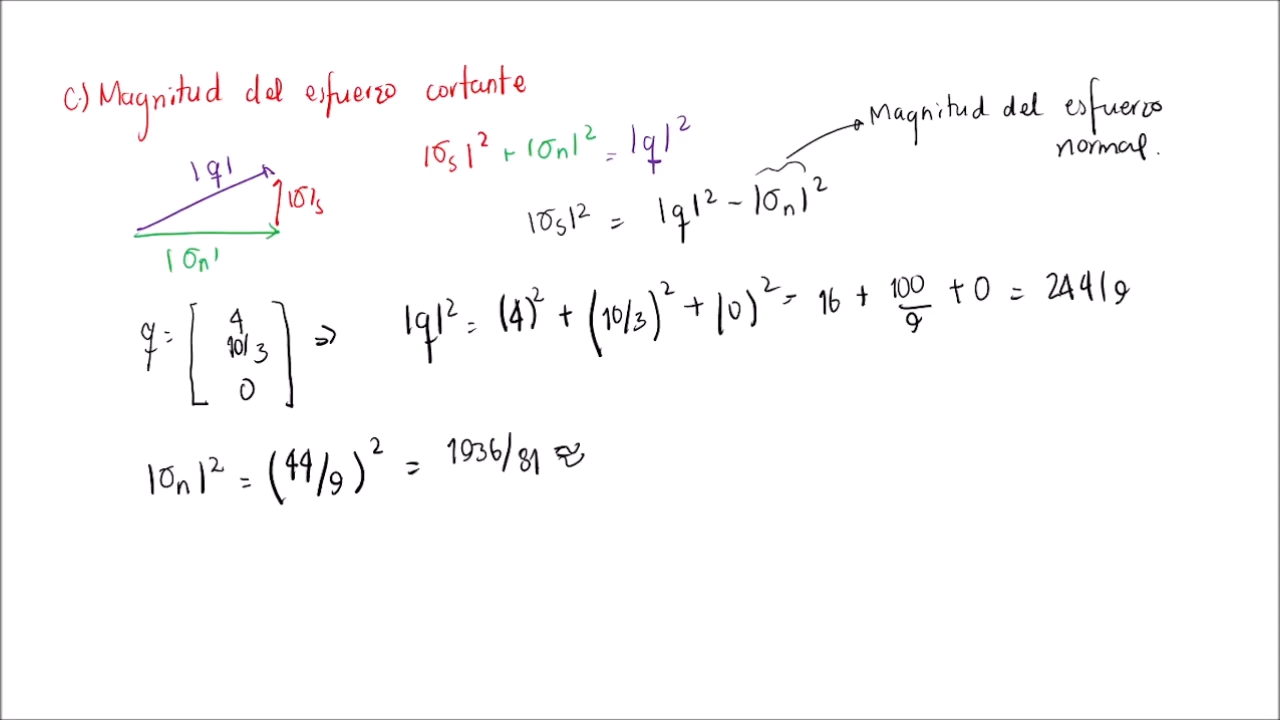 c.) Magnitud del esfuerzo cortante
|σs|² + |σn|² = |q|²
Magnitud del esfuerzo
normal.
|q|
|σ|s
|σn|
|σs|² = |q|² - |σn|²
q = [ 4 10/3 0 ] ⇒ |q|² = (4)² + (10/3)² + (0)² = 16 + 100/9 + 0 = 244/9
|σn|² = (44/9)² = 1936/81 ≈